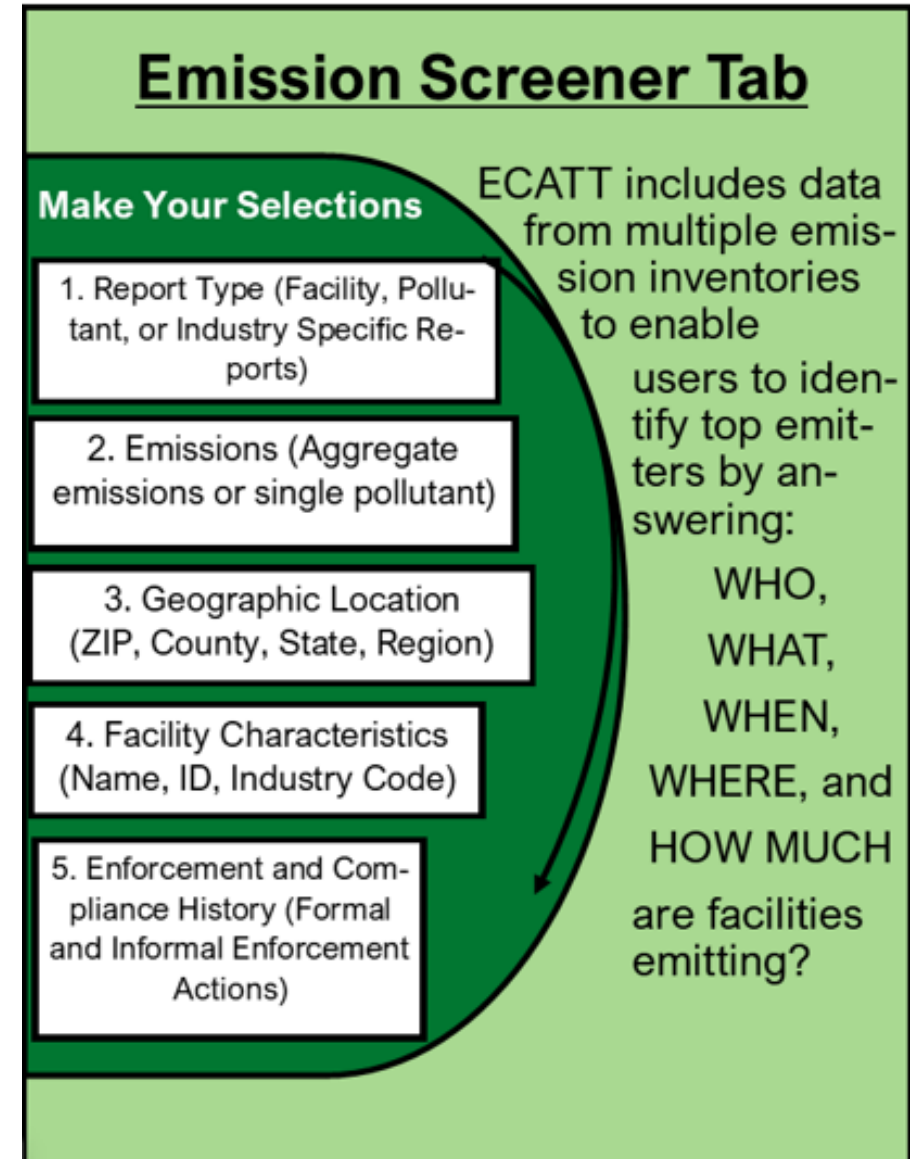 Emission Screener Tab
Make Your Selections
1. Report Type (Facility, Pollu-
tant, or Industry Specific Re-
ports)
2. Emissions (Aggregate
emissions or single pollutant)
3. Geographic Location
(ZIP, County, State, Region)
4. Facility Characteristics
(Name, ID, Industry Code)
5. Enforcement and Com-
pliance History (Formal
and Informal Enforcement
Actions)
ECATT includes data
from multiple emis-
sion inventories
to enable
users to iden-
tify top emit-
ters by an-
swering:
WHO,
WHAT,
WHEN,
WHERE, and
HOW MUCH
are facilities
emitting?